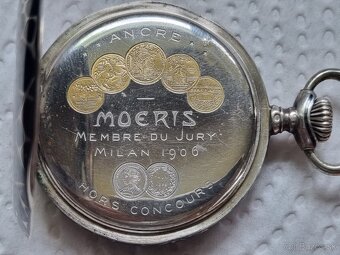 ANCRE
MOERIS
MEMBRE DU JURY
MILAN 1906
HORS CONCOURS